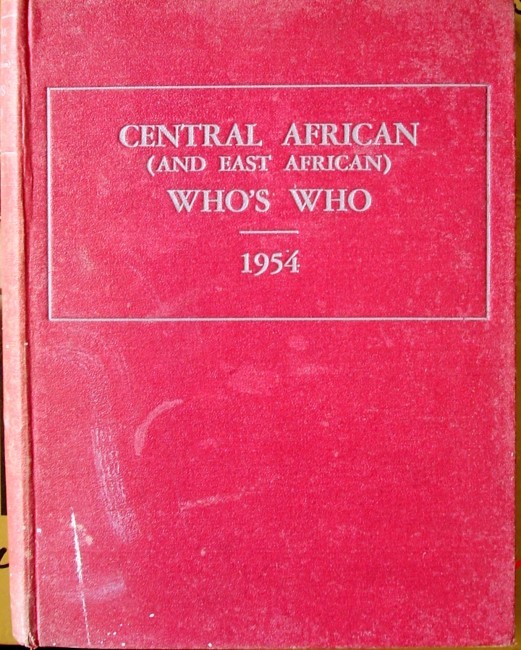 CENTRAL AFRICAN
(AND EAST AFRICAN)
WHO'S WHO
1954